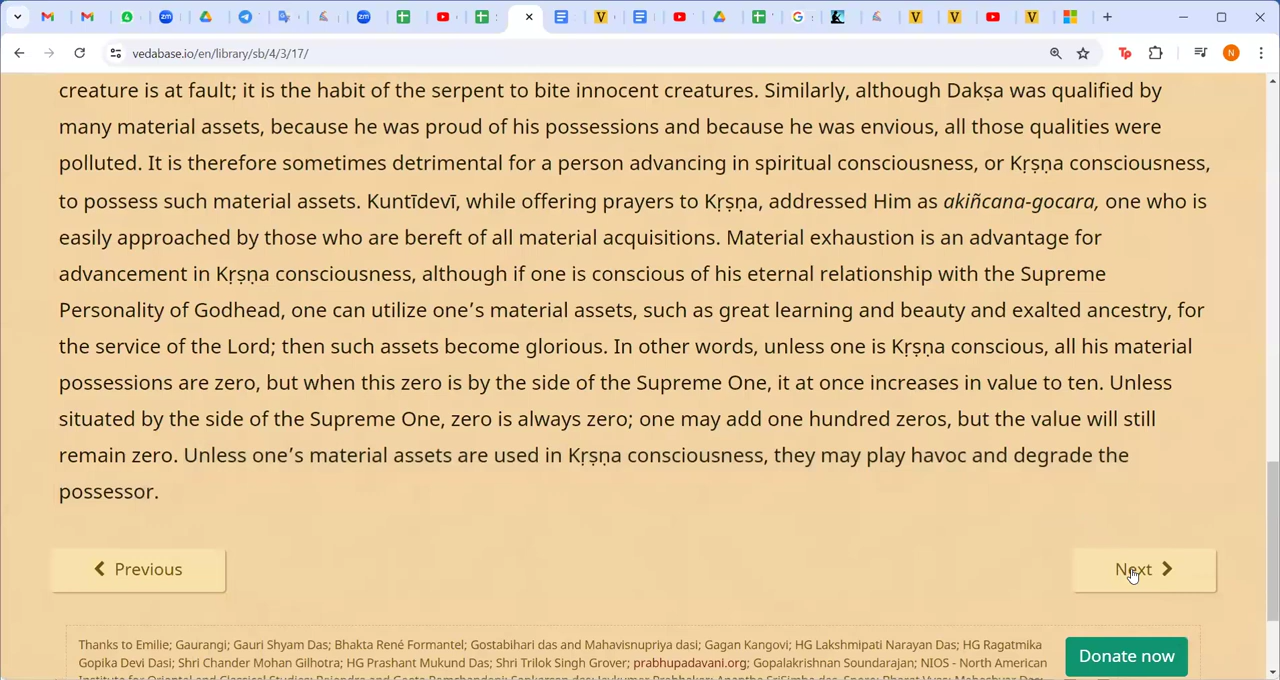 vedabase.io/en/library/sb/4/3/17/
creature is at fault; it is the habit of the serpent to bite innocent creatures. Similarly, although Dakṣa was qualified by
many material assets, because he was proud of his possessions and because he was envious, all those qualities were
polluted. It is therefore sometimes detrimental for a person advancing in spiritual consciousness, or Kṛṣṇa consciousness,
to possess such material assets. Kuntīdevī, while offering prayers to Kṛṣṇa, addressed Him as akiñcana-gocara, one who is
easily approached by those who are bereft of all material acquisitions. Material exhaustion is an advantage for
advancement in Kṛṣṇa consciousness, although if one is conscious of his eternal relationship with the Supreme
Personality of Godhead, one can utilize one’s material assets, such as great learning and beauty and exalted ancestry, for
the service of the Lord; then such assets become glorious. In other words, unless one is Kṛṣṇa conscious, all his material
possessions are zero, but when this zero is by the side of the Supreme One, it at once increases in value to ten. Unless
situated by the side of the Supreme One, zero is always zero; one may add one hundred zeros, but the value will still
remain zero. Unless one’s material assets are used in Kṛṣṇa consciousness, they may play havoc and degrade the
possessor.
Previous
Next
Thanks to Emilie; Gaurangi; Gauri Shyam Das; Bhakta René Formantel; Gostabihari das and Mahavisnupriya dasi; Gagan Kangovi; HG Lakshmipati Narayan Das; HG Ragatmika
Gopika Devi Dasi; Shri Chander Mohan Gilhotra; HG Prashant Mukund Das; Shri Trilok Singh Grover; prabhupadavani.org; Gopalakrishnan Soundarajan; NIOS - North American
Donate now